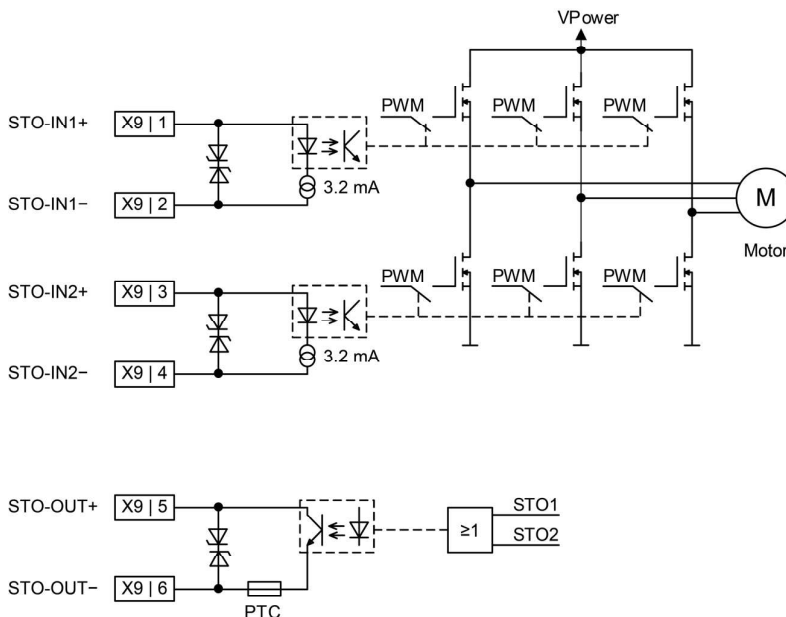 VPower
PWM PWM PWM
STO-IN1+ X9 | 1
3.2 mA
STO-IN1− X9 | 2
M
Motor
PWM PWM PWM
STO-IN2+ X9 | 3
3.2 mA
STO-IN2− X9 | 4
STO-OUT+ X9 | 5
STO1
≥1
STO2
STO-OUT− X9 | 6
PTC